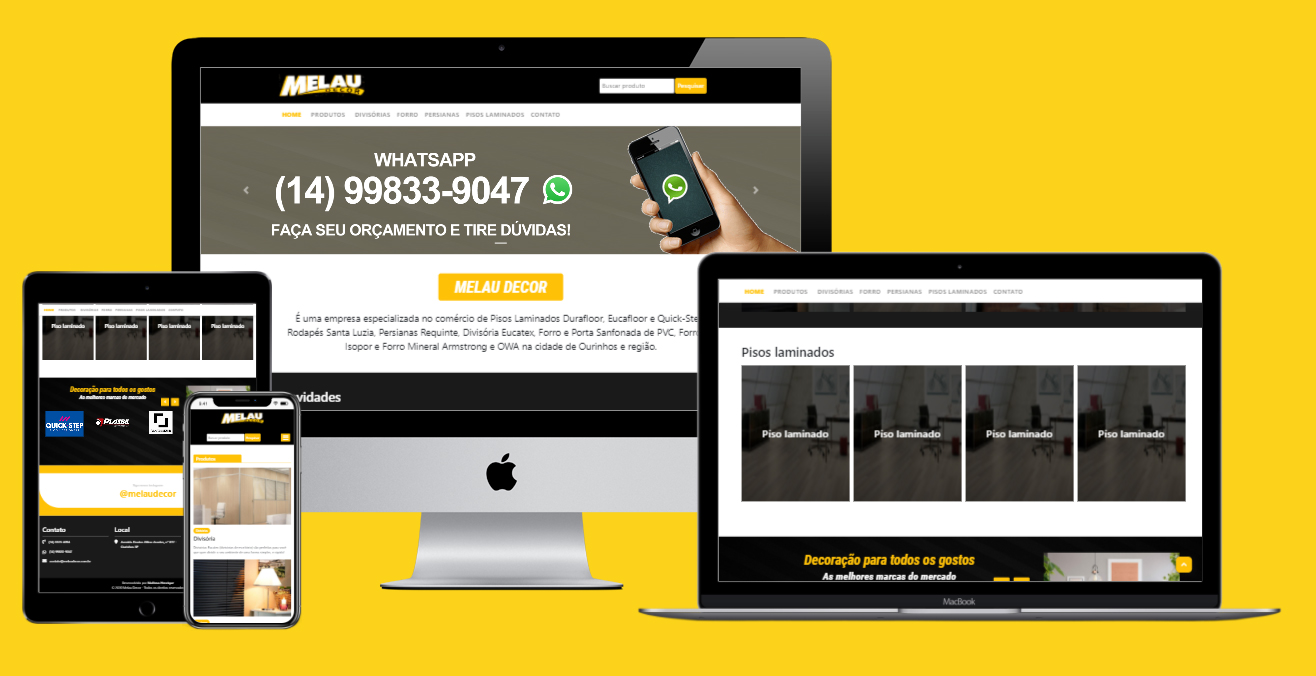 MELAU
DECOR
Buscar produto
Pesquisar
HOME PRODUTOS DIVISÓRIAS FORRO PERSIANAS PISOS LAMINADOS CONTATO
WHATSAPP
(14) 99833-9047
FAÇA SEU ORÇAMENTO E TIRE DÚVIDAS!
MELAU DECOR
É uma empresa especializada no comércio de Pisos Laminados Durafloor, Eucafloor e Quick-Ste
Rodapés Santa Luzia, Persianas Requinte, Divisória Eucatex, Forro e Porta Sanfonada de PVC, Forr
Isopor e Forro Mineral Armstrong e OWA na cidade de Ourinhos e região.
vidades
Piso laminado Piso laminado Piso laminado Piso laminado
Decoração para todos os gostos
As melhores marcas do mercado
QUICK STEP
PLASBIL
@melaudecor
Contato
Local
9:41
MELAU
Produtos
Divisória
HOME PRODUTOS DIVISÓRIAS FORRO PERSIANAS PISOS LAMINADOS CONTATO
Pisos laminados
Piso laminado Piso laminado Piso laminado Piso laminado
Decoração para todos os gostos
As melhores marcas do mercado
MacBook